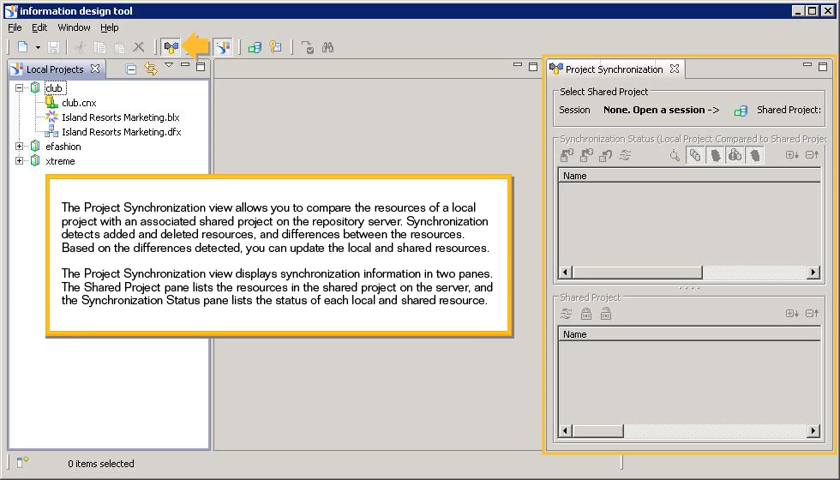 information design tool
File Edit Window Help
Local Projects
club
club.cnx
Island Resorts Marketing.blx
Island Resorts Marketing.dfx
efashion
xtreme
The Project Synchronization view allows you to compare the resources of a local
project with an associated shared project on the repository server. Synchronization
detects added and deleted resources, and differences between the resources.
Based on the differences detected, you can update the local and shared resources.
The Project Synchronization view displays synchronization information in two panes.
The Shared Project pane lists the resources in the shared project on the server, and
the Synchronization Status pane lists the status of each local and shared resource.
Project Synchronization
Select Shared Project
Session None. Open a session -> Shared Project:
Synchronization Status (Local Project Compared to Shared Projec
Name
Shared Project
Name
0 items selected